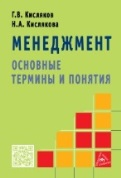 Г.В. Кисляков
Н.А. Кислякова
МЕНЕДЖМЕНТ
ОСНОВНЫЕ
ТЕРМИНЫ И ПОНЯТИЯ